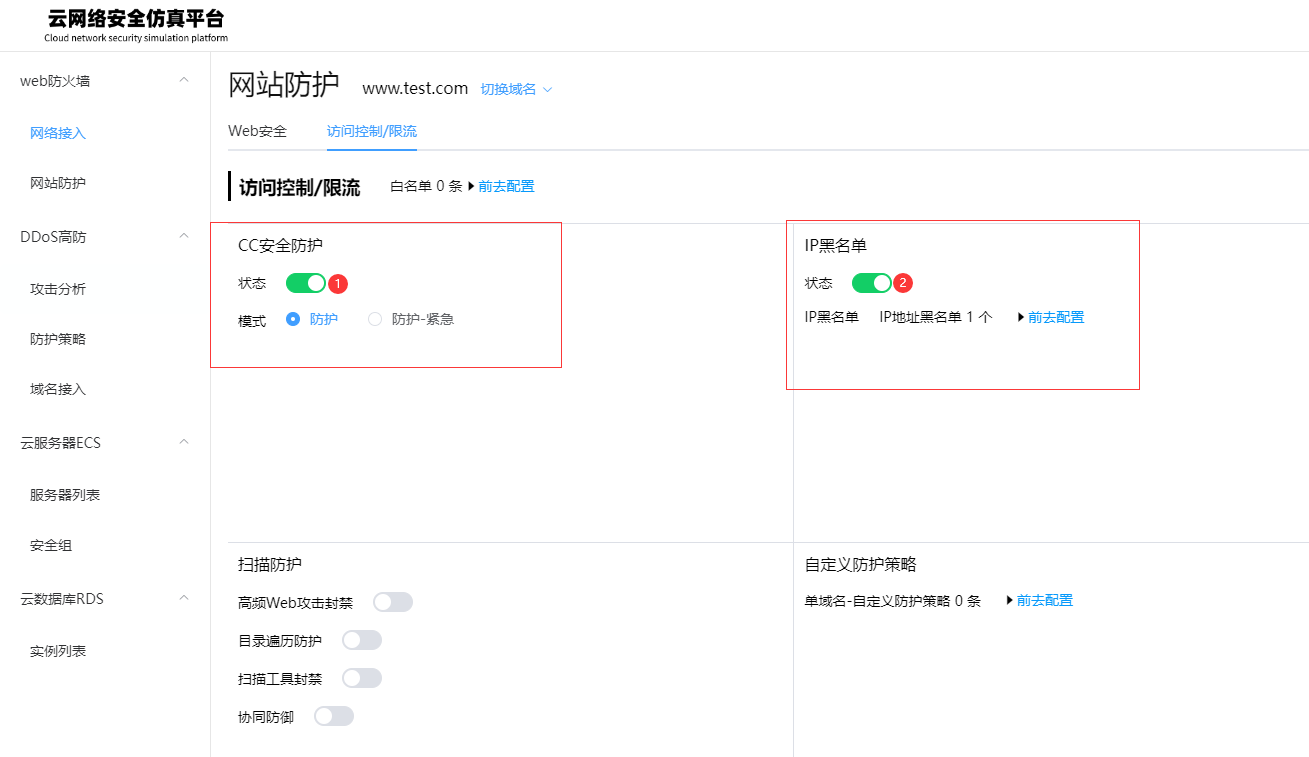 云网络安全仿真平台
Cloud network security simulation platform
web防火墙
网络接入
网站防护
DDoS高防
攻击分析
防护策略
域名接入
云服务器ECS
服务器列表
安全组
云数据库RDS
实例列表
网站防护 www.test.com 切换域名
Web安全 访问控制/限流
访问控制/限流 白名单 0 条 前去配置
CC安全防护
状态 1
模式 防护 防护-紧急
IP黑名单
状态 2
IP黑名单 IP地址黑名单 1 个 前去配置
扫描防护
高频Web攻击封禁
目录遍历防护
扫描工具封禁
协同防御
自定义防护策略
单域名-自定义防护策略 0 条 前去配置